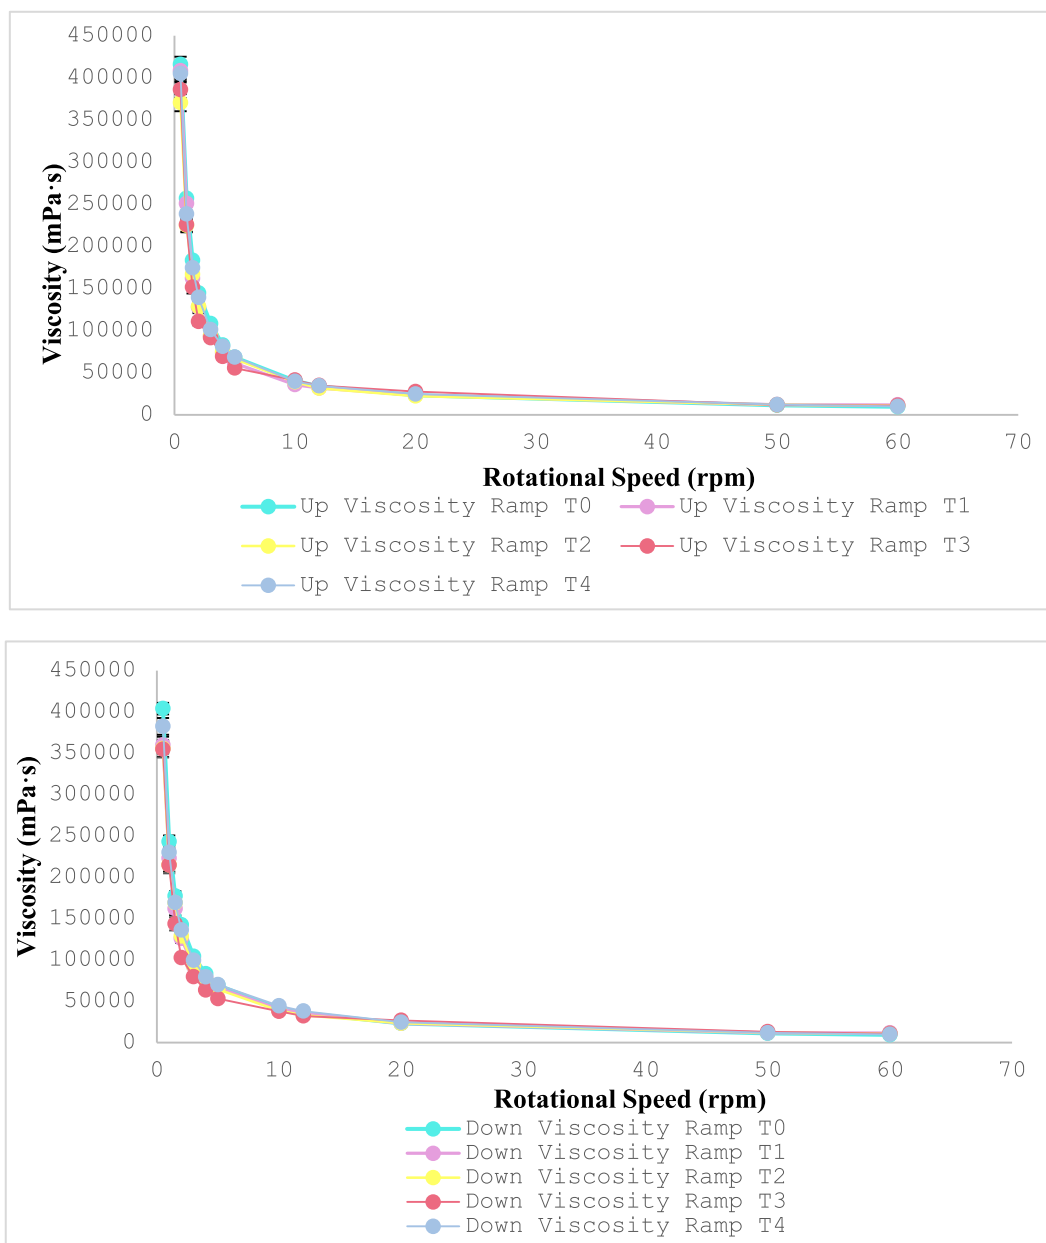 450000
400000
350000
300000
250000
200000
150000
100000
50000
0
Viscosity (mPa·s)
0 10 20 30 40 50 60 70
Rotational Speed (rpm)
Up Viscosity Ramp T0 Up Viscosity Ramp T1
Up Viscosity Ramp T2 Up Viscosity Ramp T3
Up Viscosity Ramp T4
450000
400000
350000
300000
250000
200000
150000
100000
50000
0
Viscosity (mPa·s)
0 10 20 30 40 50 60 70
Rotational Speed (rpm)
Down Viscosity Ramp T0
Down Viscosity Ramp T1
Down Viscosity Ramp T2
Down Viscosity Ramp T3
Down Viscosity Ramp T4